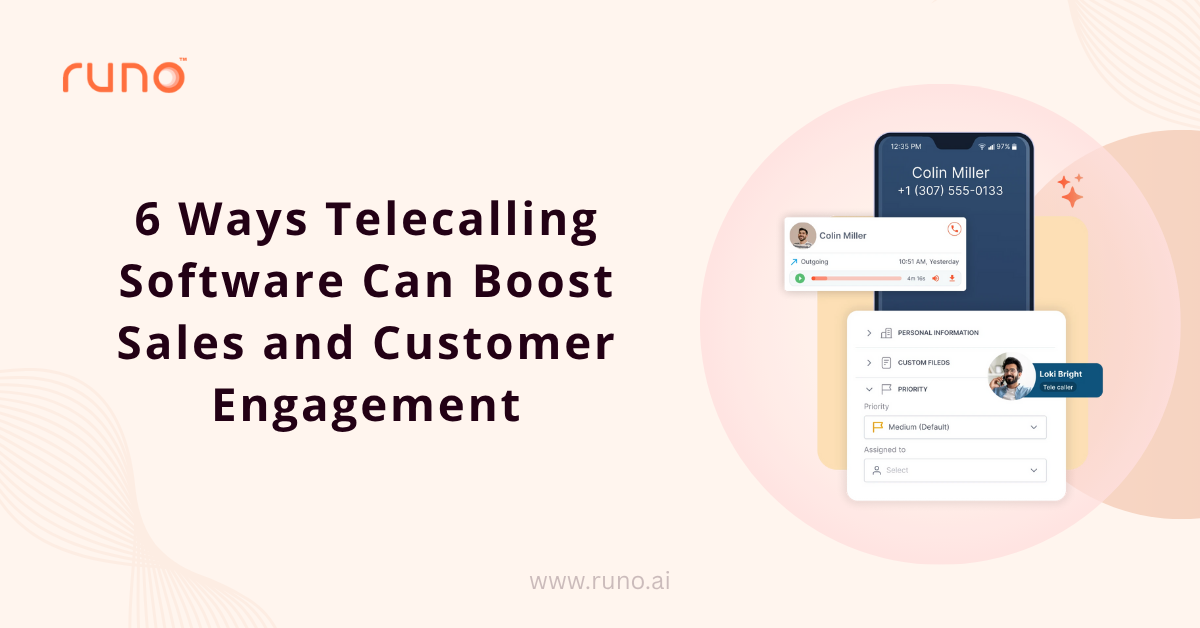 runo™
6 Ways Telecalling
Software Can Boost
Sales and Customer
Engagement
12:35 PM
97%
Colin Miller
+1 (307) 555-0133
Colin Miller
Outgoing
10:51 AM, Yesterday
4m 16s
PERSONAL INFORMATION
CUSTOM FILEDS
PRIORITY
Loki Bright
Tele caller
Priority
Medium (Default)
Assigned to
Select
www.runo.ai